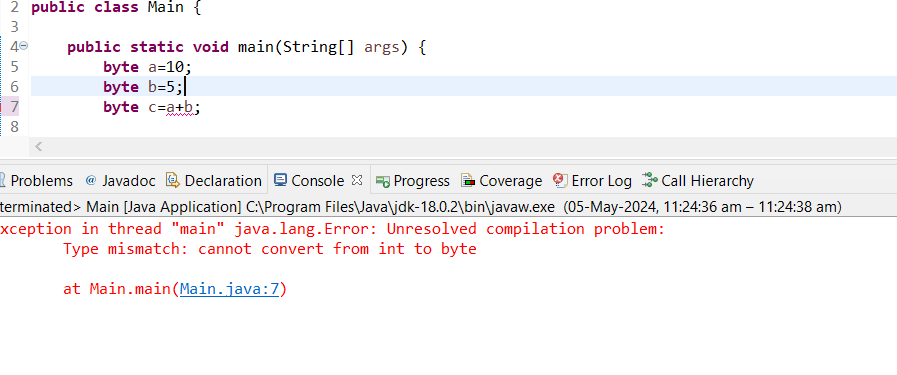 2 public class Main {
3
4 public static void main(String[] args) {
5 byte a=10;
6 byte b=5;
7 byte c=a+b;
8
Problems @ Javadoc Declaration Console Progress Coverage Error Log Call Hierarchy
terminated> Main [Java Application] C:\Program Files\Java\jdk-18.0.2\bin\javaw.exe (05-May-2024, 11:24:36 am – 11:24:38 am)
xception in thread "main" java.lang.Error: Unresolved compilation problem:
Type mismatch: cannot convert from int to byte
at Main.main(Main.java:7)